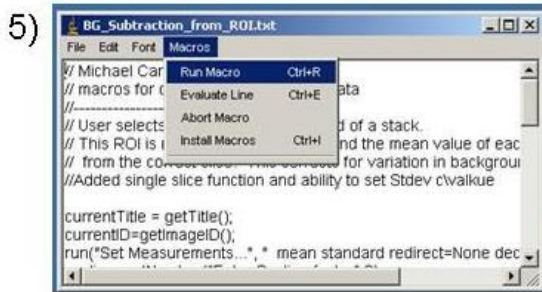 5)
BG_Subtraction_from_ROI.txt
File Edit Font Macros
// Michael Car
Run Macro Ctrl+R
// macros for ata
Evaluate Line Ctrl+E
//--------------------
Abort Macro
// User selects d of a stack.
Install Macros Ctrl+I
// This ROI is nd the mean value of eac
// from the
for variation in backgrour
//Added single slice function and ability to set Stdev c\valkue
currentTitle = getTitle();
currentID=getImageID();
run("Set Measurements...", " mean standard redirect=None dec